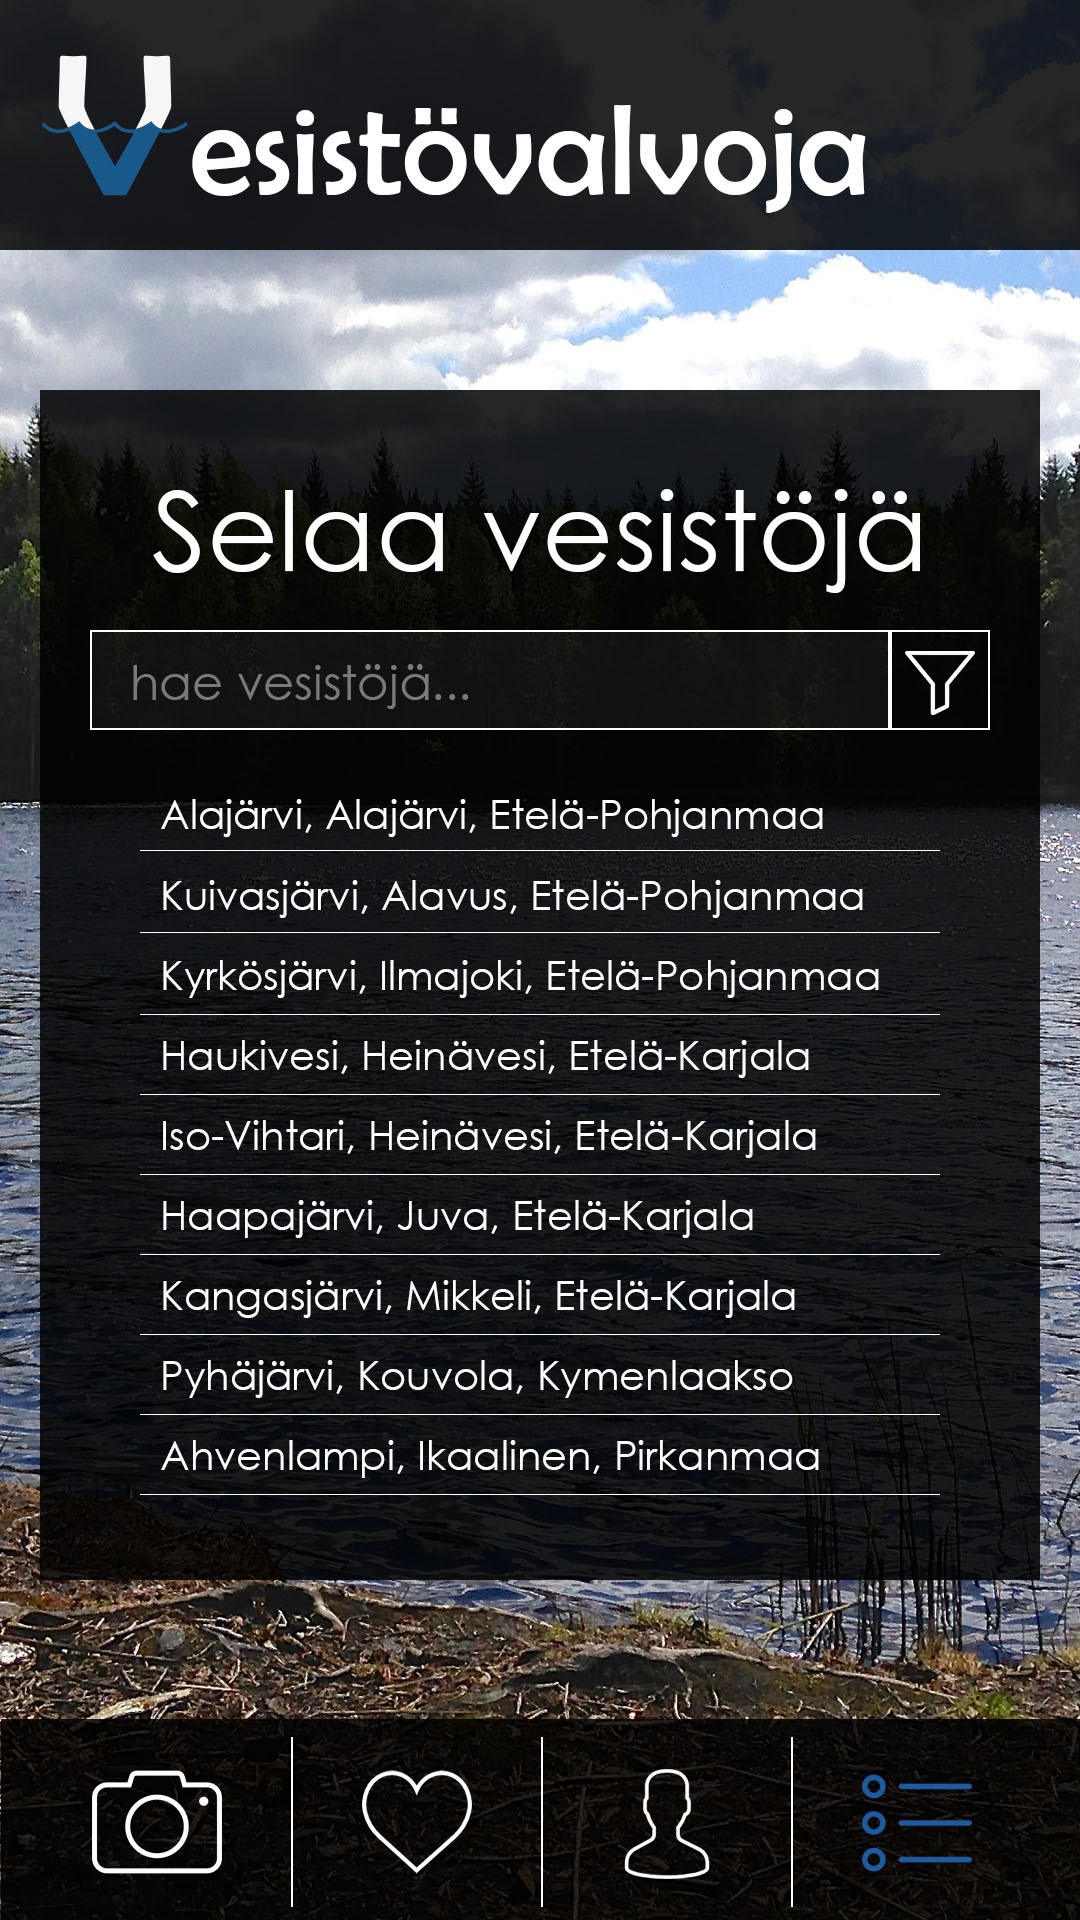 Vesistövalvoja
Selaa vesistöjä
hae vesistöjä...
Alajärvi, Alajärvi, Etelä-Pohjanmaa
Kuivasjärvi, Alavus, Etelä-Pohjanmaa
Kyrkösjärvi, Ilmajoki, Etelä-Pohjanmaa
Haukivesi, Heinävesi, Etelä-Karjala
Iso-Vihtari, Heinävesi, Etelä-Karjala
Haapajärvi, Juva, Etelä-Karjala
Kangasjärvi, Mikkeli, Etelä-Karjala
Pyhäjärvi, Kouvola, Kymenlaakso
Ahvenlampi, Ikaalinen, Pirkanmaa